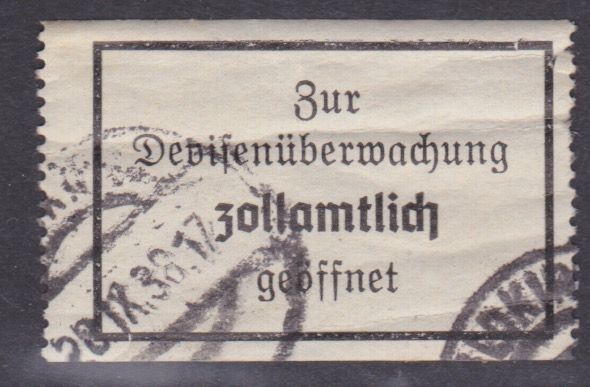 Zur
Devisenüberwachung
zollamtlich
geöffnet